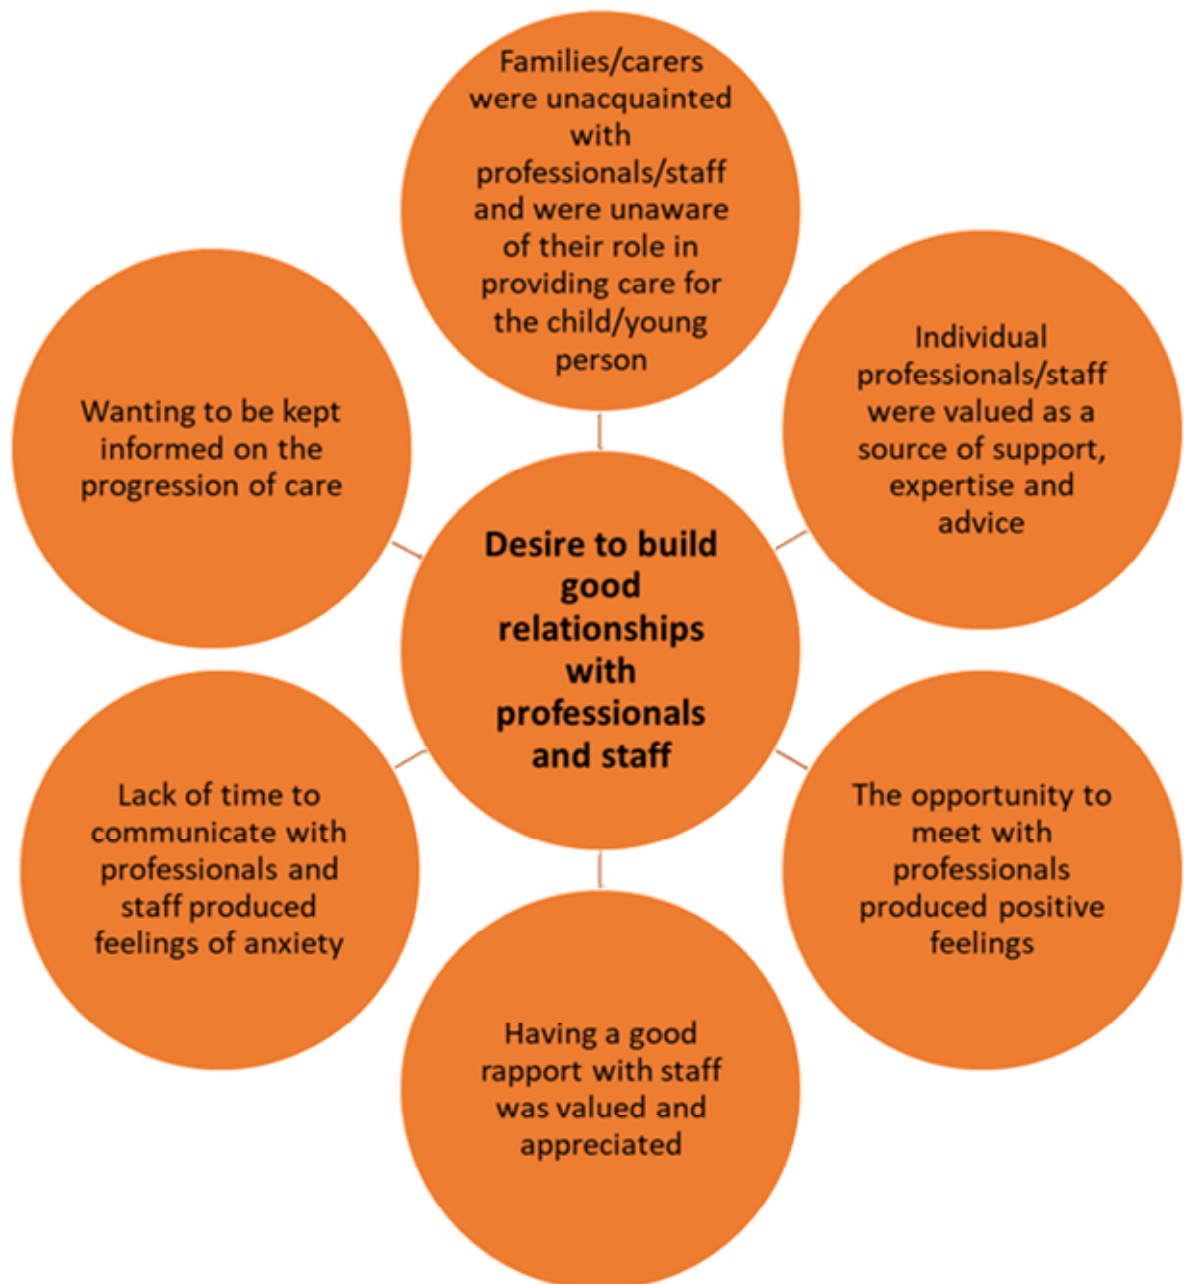 Families/carers
were unacquainted
with
professionals/staff
and were unaware
of their role in
providing care for
the child/young
person
Individual
professionals/staff
were valued as a
source of support,
expertise and
advice
Wanting to be kept
informed on the
progression of care
Desire to build
good
relationships
with
professionals
and staff
Lack of time to
communicate with
professionals and
staff produced
feelings of anxiety
The opportunity to
meet with
professionals
produced positive
feelings
Having a good
rapport with staff
was valued and
appreciated